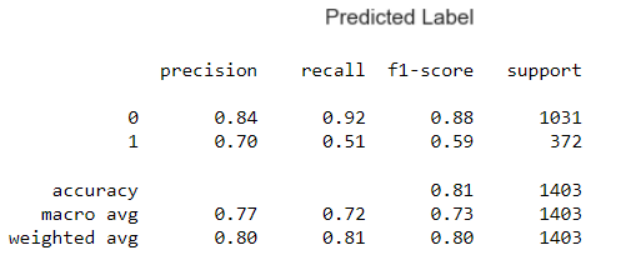 Predicted Label
precision recall f1-score support
0 0.84 0.92 0.88 1031
1 0.70 0.51 0.59 372
accuracy 0.81 1403
macro avg 0.77 0.72 0.73 1403
weighted avg 0.80 0.81 0.80 1403